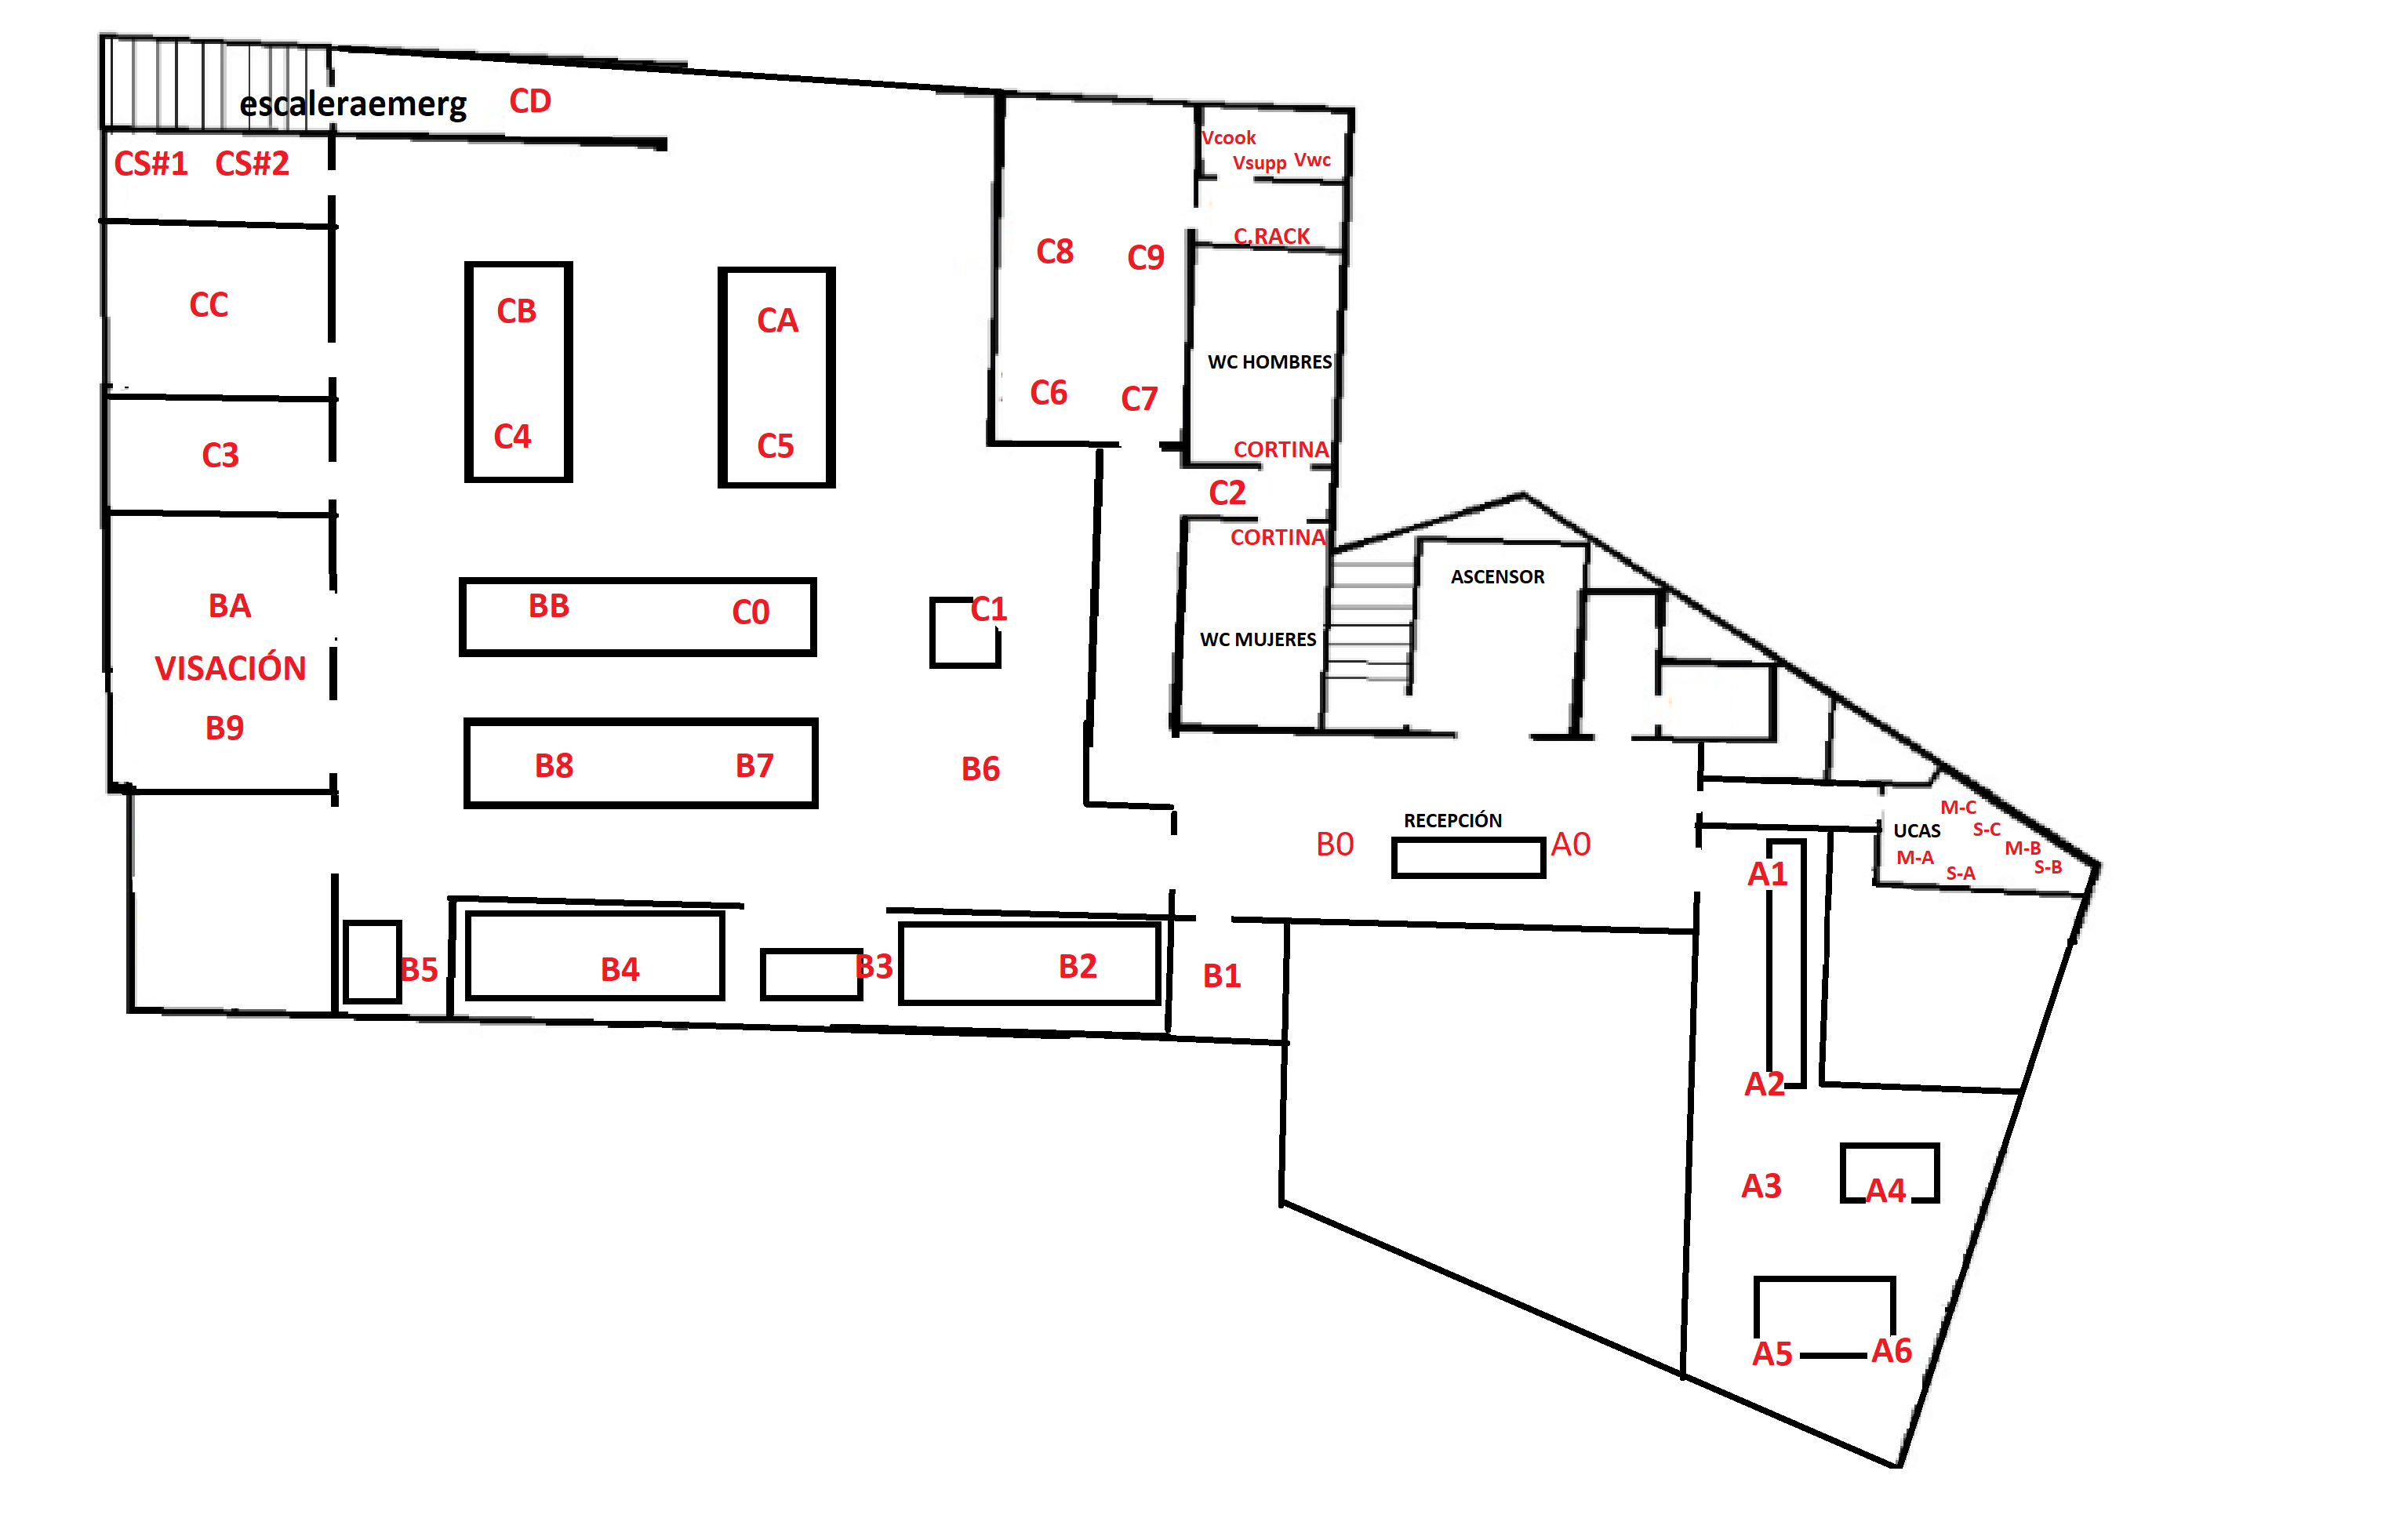 escaleraemerg
CD
CS#1 CS#2
Vcook
Vsupp Vwc
C.RACK
C8 C9
CC
CB
CA
WC HOMBRES
C6 C7
C4
C5
CORTINA
C3
C2
CORTINA
ASCENSOR
BA
BB C0
C1
WC MUJERES
VISACIÓN
B9
B8 B7
B6
RECEPCIÓN
B0 A0
UCAS
M-C
S-C
M-B
M-A
S-B
S-A
A1
B5
B4
B3
B2
B1
A2
A3
A4
A5
A6